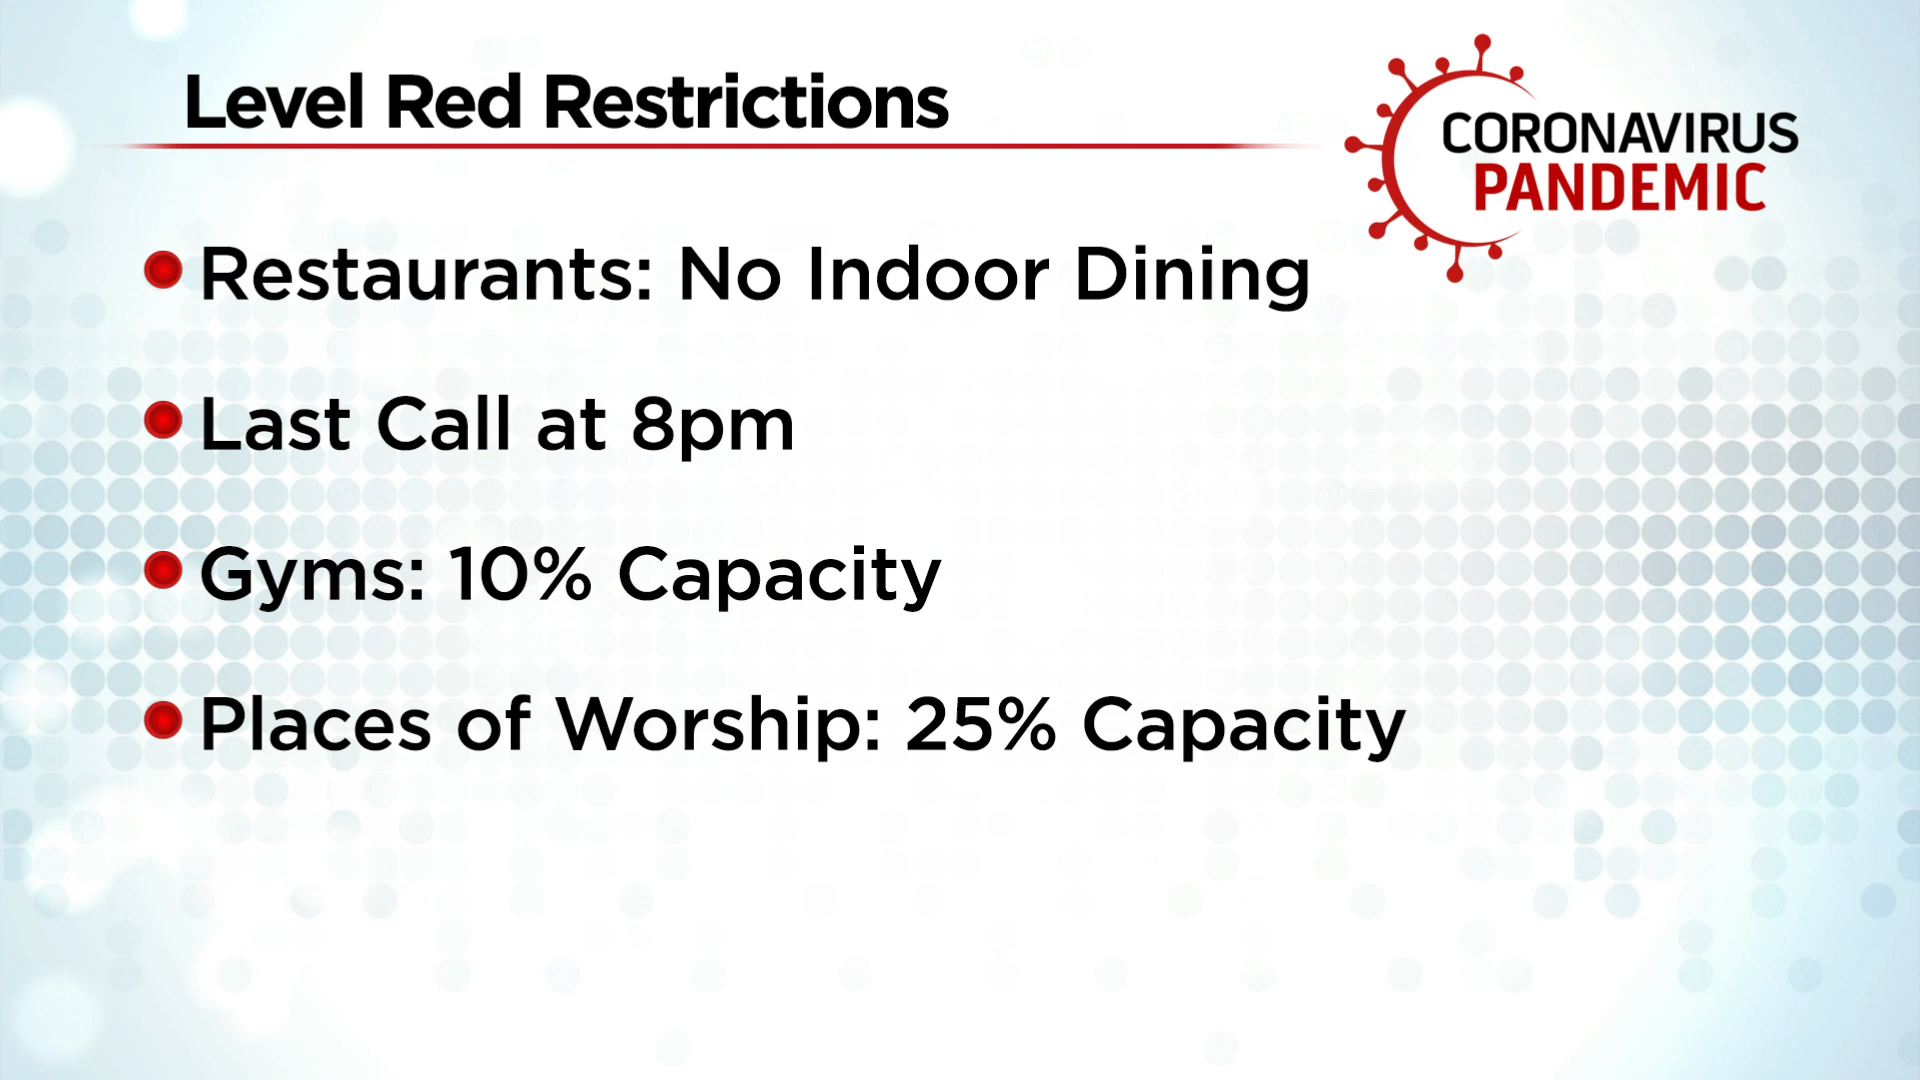 Level Red Restrictions
CORONAVIRUS
PANDEMIC
Restaurants: No Indoor Dining
Last Call at 8pm
Gyms: 10% Capacity
Places of Worship: 25% Capacity